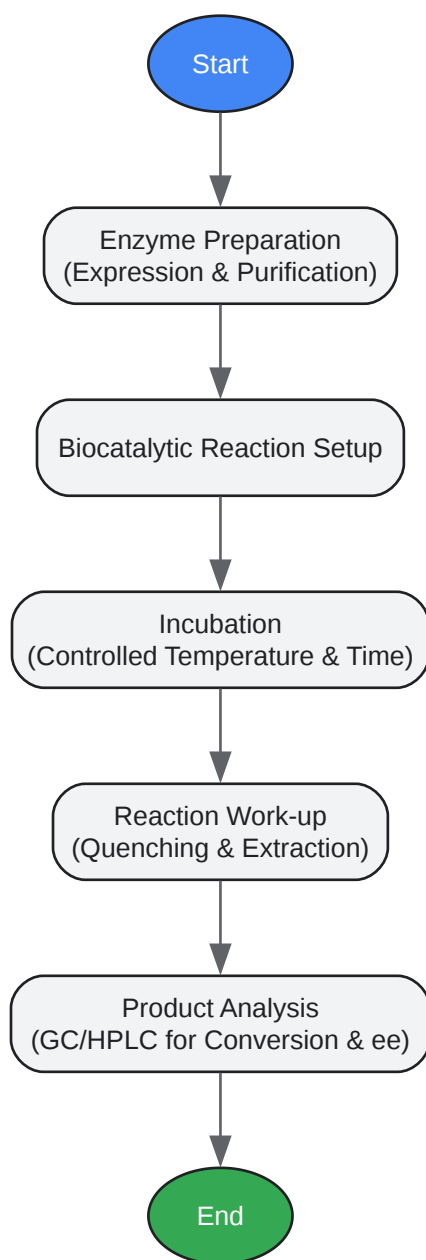 Start
Enzyme Preparation
(Expression & Purification)
Biocatalytic Reaction Setup
Incubation
(Controlled Temperature & Time)
Reaction Work-up
(Quenching & Extraction)
Product Analysis
(GC/HPLC for Conversion & ee)
End